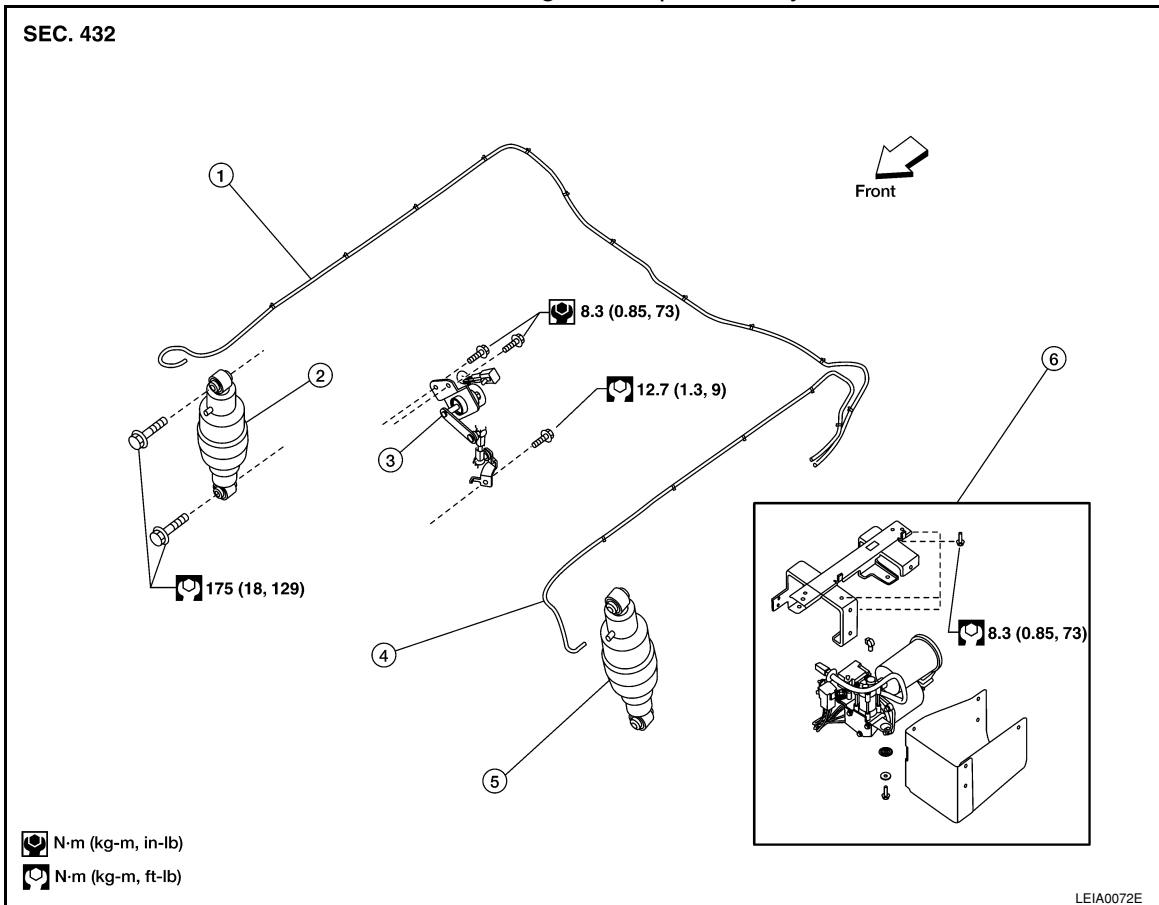 SEC. 432
Front
1
8.3 (0.85, 73)
2
12.7 (1.3, 9)
6
3
175 (18, 129)
4
8.3 (0.85, 73)
5
N·m (kg-m, in-lb)
N·m (kg-m, ft-lb)
LEIA0072E